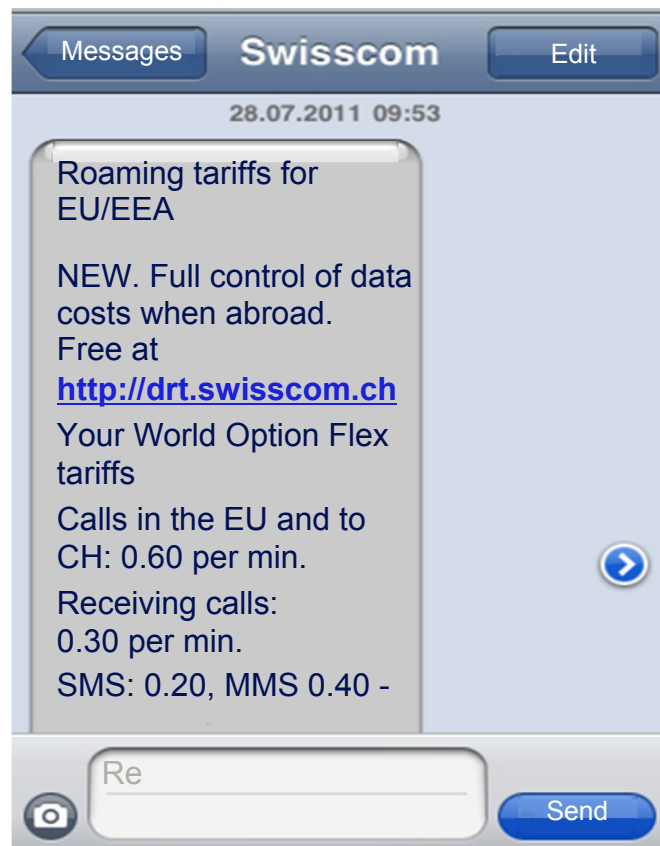 Messages Swisscom Edit
28.07.2011 09:53
Roaming tariffs for
EU/EEA
NEW. Full control of data
costs when abroad.
Free at
http://drt.swisscom.ch
Your World Option Flex
tariffs
Calls in the EU and to
CH: 0.60 per min.
Receiving calls:
0.30 per min.
SMS: 0.20, MMS 0.40 -
Re
Send